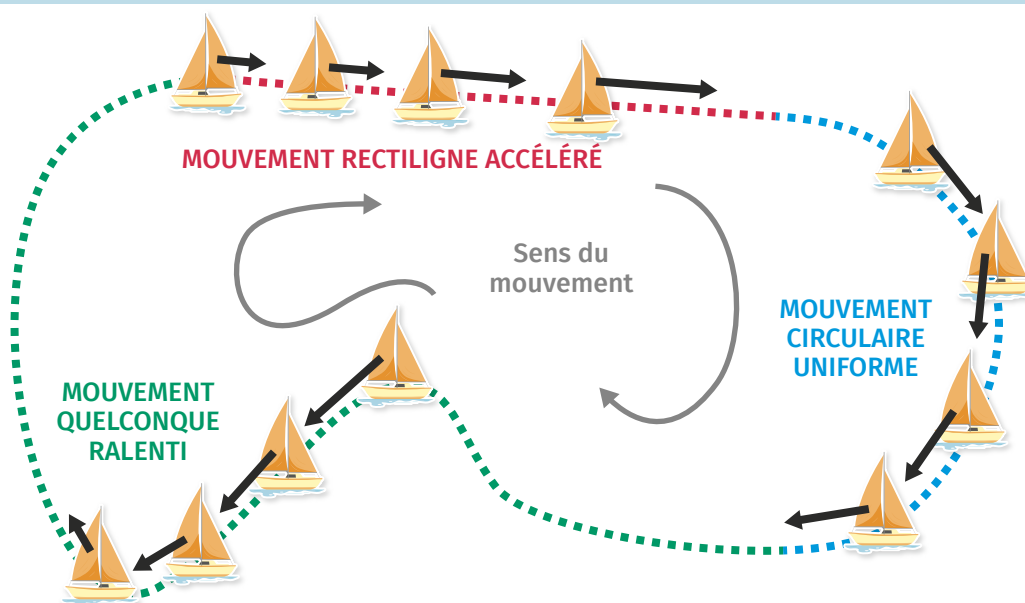 MOUVEMENT RECTILIGNE ACCÉLÉRÉ
Sens du
mouvement
MOUVEMENT
CIRCULAIRE
UNIFORME
MOUVEMENT
QUELCONQUE
RALENTI